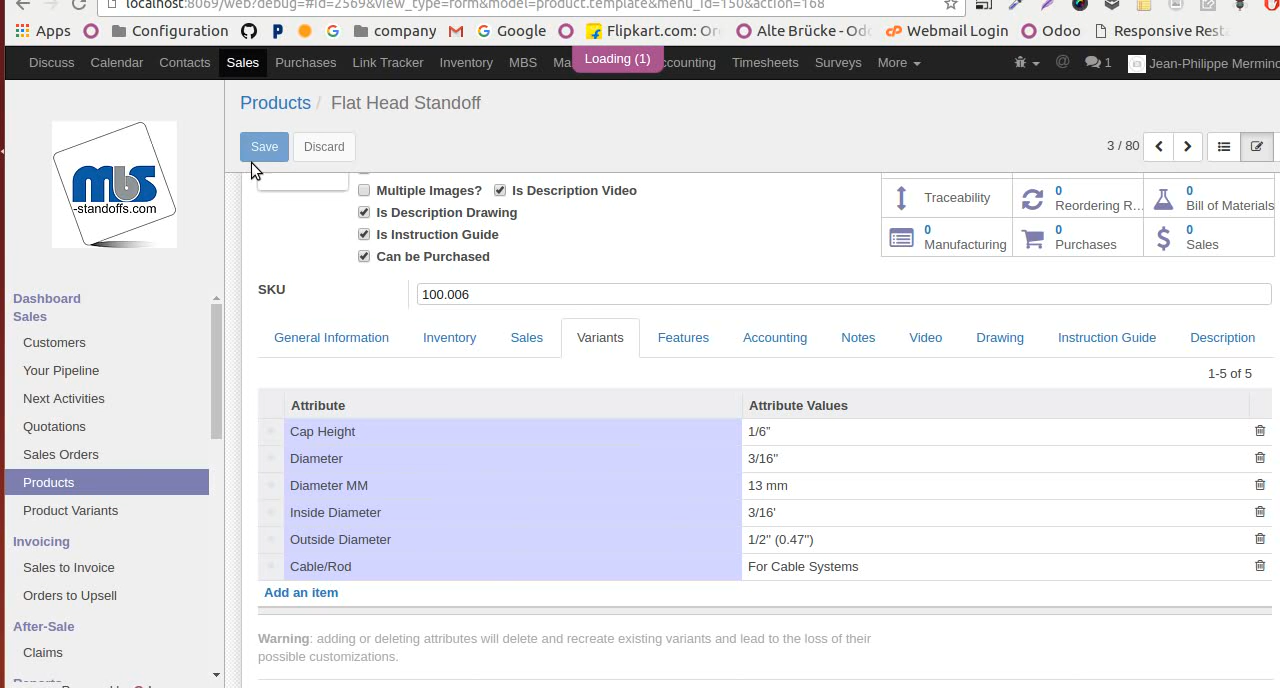 localhost:8069/web?debug=#id=2569&view_type=form&model=product.template&menu_id=150&action=168
Apps Configuration company Google Flipkart.com: Or Alte Brücke - Odo Webmail Login Odoo Responsive Resta
Discuss Calendar Contacts Sales Purchases Link Tracker Inventory MBS Ma Loading (1) ccounting Timesheets Surveys More @ 1 Jean-Philippe Mermino
Products / Flat Head Standoff
Save Discard 3 / 80
mbs
-standoffs.com
Multiple Images? Is Description Video
Is Description Drawing
Is Instruction Guide
Can be Purchased
Traceability 0 Reordering R... 0 Bill of Materials
0 Manufacturing 0 Purchases 0 Sales
SKU 100.006
General Information Inventory Sales Variants Features Accounting Notes Video Drawing Instruction Guide Description
1-5 of 5
Attribute Attribute Values
Cap Height 1/6"
Diameter 3/16"
Diameter MM 13 mm
Inside Diameter 3/16'
Outside Diameter 1/2" (0.47")
Cable/Rod For Cable Systems
Add an item
Warning: adding or deleting attributes will delete and recreate existing variants and lead to the loss of their
possible customizations.
Dashboard
Sales
Customers
Your Pipeline
Next Activities
Quotations
Sales Orders
Products
Product Variants
Invoicing
Sales to Invoice
Orders to Upsell
After-Sale
Claims
Reports